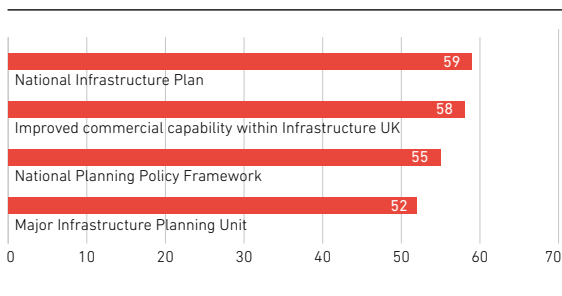 59
National Infrastructure Plan
58
Improved commercial capability within Infrastructure UK
55
National Planning Policy Framework
52
Major Infrastructure Planning Unit
0 10 20 30 40 50 60 70